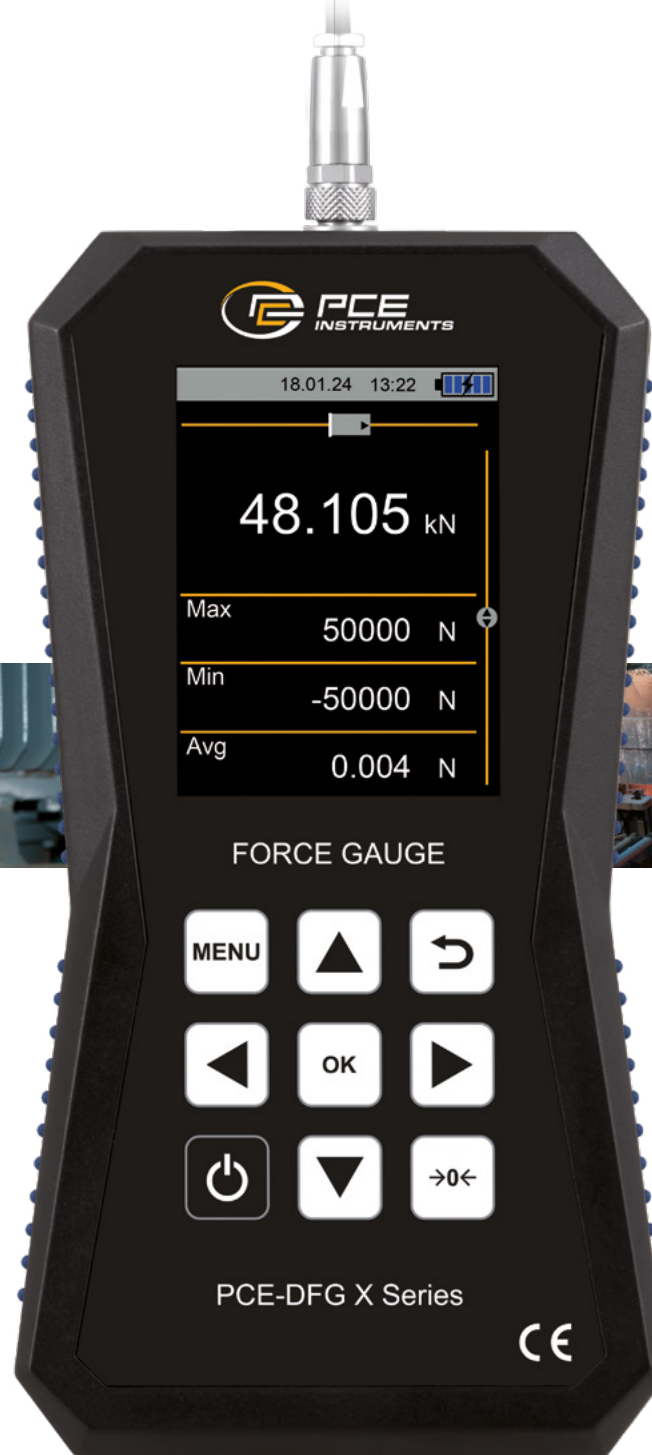 PCE
INSTRUMENTS
18.01.24 13:22
48.105 kN
Max
50000 N
Min
-50000 N
Avg
0.004 N
FORCE GAUGE
MENU
OK
→0←
PCE-DFG X Series
CE